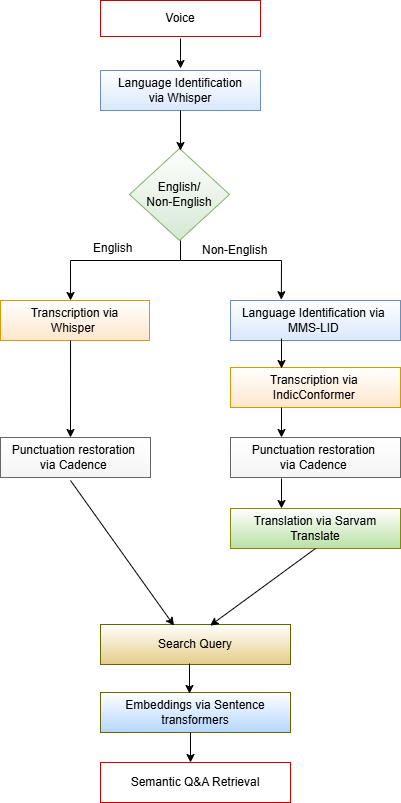 Voice
Language Identification
via Whisper
English/
Non-English
English
Non-English
Transcription via
Whisper
Language Identification via
MMS-LID
Transcription via
IndicConformer
Punctuation restoration
via Cadence
Punctuation restoration
via Cadence
Translation via Sarvam
Translate
Search Query
Embeddings via Sentence
transformers
Semantic Q&A Retrieval